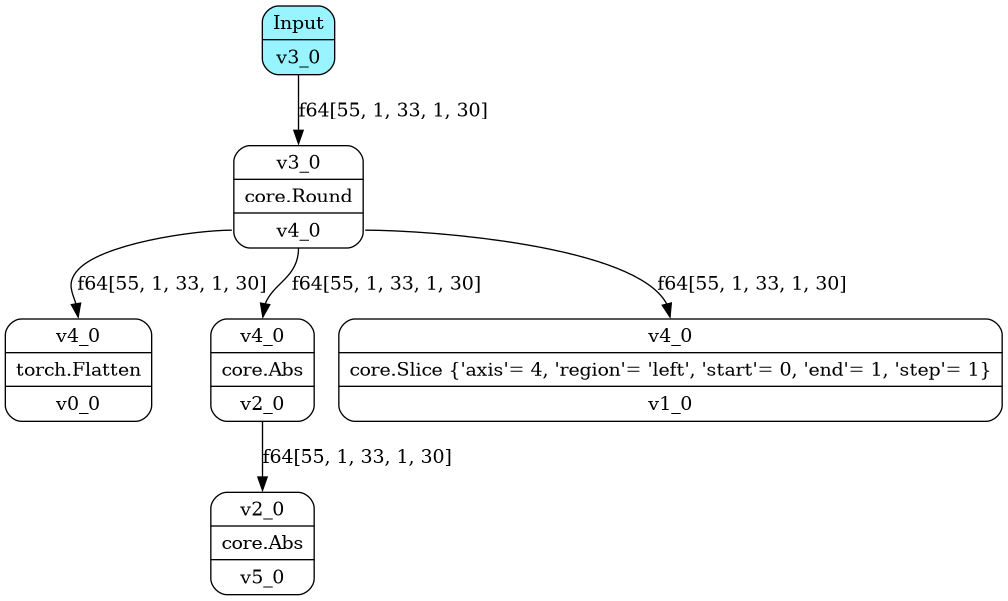 Input
v3_0
f64[55, 1, 33, 1, 30]
v3_0
core.Round
v4_0
f64[55, 1, 33, 1, 30]
f64[55, 1, 33, 1, 30]
f64[55, 1, 33, 1, 30]
v4_0
torch.Flatten
v0_0
v4_0
core.Abs
v2_0
v4_0
core.Slice {'axis'= 4, 'region'= 'left', 'start'= 0, 'end'= 1, 'step'= 1}
v1_0
f64[55, 1, 33, 1, 30]
v2_0
core.Abs
v5_0